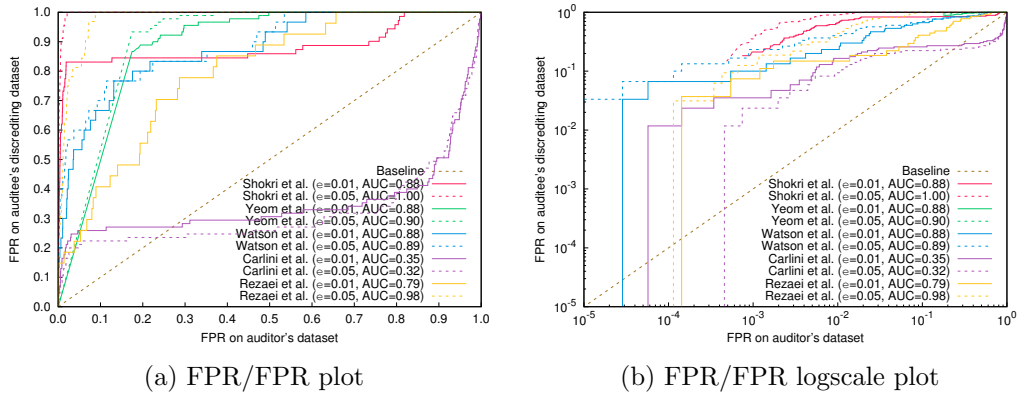 1.0
0.9
0.8
0.7
0.6
0.5
0.4
0.3
0.2
0.1
0.0
0.0 0.1 0.2 0.3 0.4 0.5 0.6 0.7 0.8 0.9 1.0
FPR on auditee's discrediting dataset
FPR on auditor's dataset
Baseline
Shokri et al. (e=0.01, AUC=0.88)
Shokri et al. (e=0.05, AUC=1.00)
Yeom et al. (e=0.01, AUC=0.88)
Yeom et al. (e=0.05, AUC=0.90)
Watson et al. (e=0.01, AUC=0.88)
Watson et al. (e=0.05, AUC=0.89)
Carlini et al. (e=0.01, AUC=0.35)
Carlini et al. (e=0.05, AUC=0.32)
Rezaei et al. (e=0.01, AUC=0.79)
Rezaei et al. (e=0.05, AUC=0.98)
(a) FPR/FPR plot
10^0
10^-1
10^-2
10^-3
10^-4
10^-5
10^-5 10^-4 10^-3 10^-2 10^-1 10^0
FPR on auditee's discrediting dataset
FPR on auditor's dataset
Baseline
Shokri et al. (e=0.01, AUC=0.88)
Shokri et al. (e=0.05, AUC=1.00)
Yeom et al. (e=0.01, AUC=0.88)
Yeom et al. (e=0.05, AUC=0.90)
Watson et al. (e=0.01, AUC=0.88)
Watson et al. (e=0.05, AUC=0.89)
Carlini et al. (e=0.01, AUC=0.35)
Carlini et al. (e=0.05, AUC=0.32)
Rezaei et al. (e=0.01, AUC=0.79)
Rezaei et al. (e=0.05, AUC=0.98)
(b) FPR/FPR logscale plot